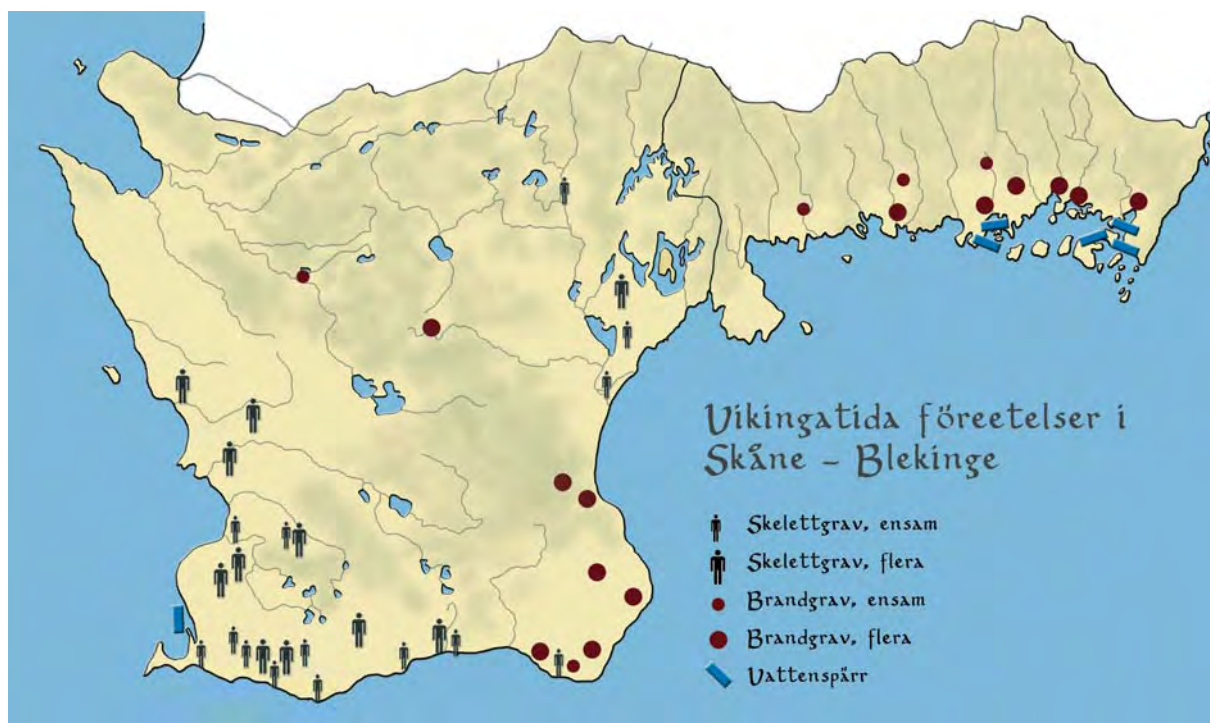 Vikingatida företelser i
Skåne – Blekinge
Skelettgrav, ensam
Skelettgrav, flera
Brandgrav, ensam
Brandgrav, flera
Vattenspärr